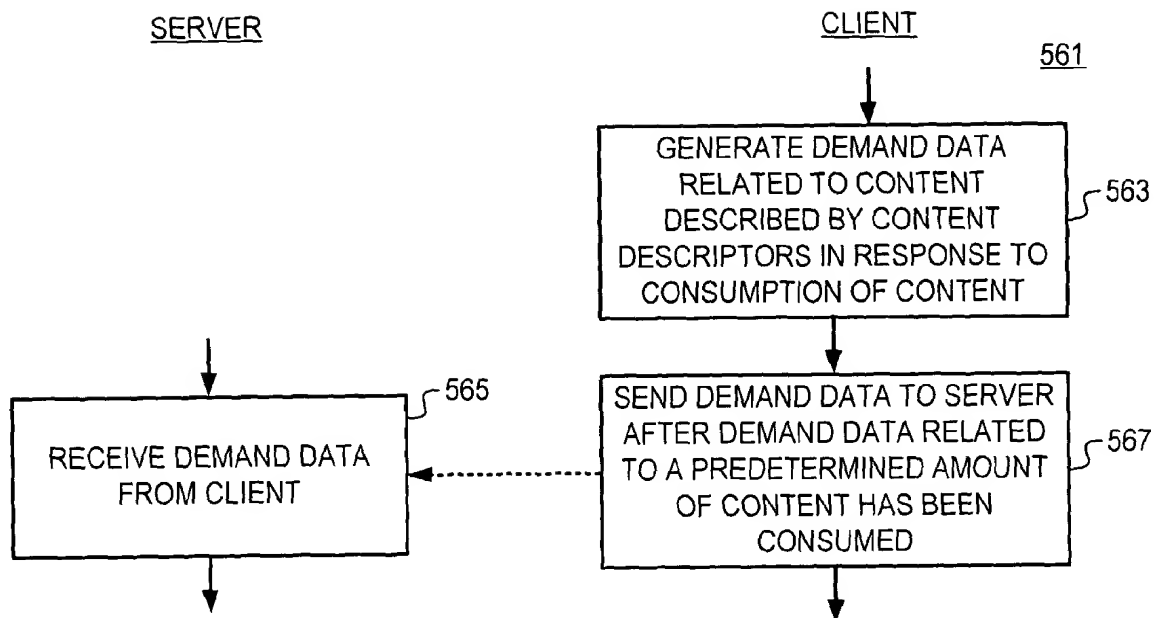 SERVER
CLIENT
561
GENERATE DEMAND DATA
RELATED TO CONTENT
DESCRIBED BY CONTENT
DESCRIPTORS IN RESPONSE TO
CONSUMPTION OF CONTENT
563
RECEIVE DEMAND DATA
FROM CLIENT
565
SEND DEMAND DATA TO SERVER
AFTER DEMAND DATA RELATED
TO A PREDETERMINED AMOUNT
OF CONTENT HAS BEEN
CONSUMED
567